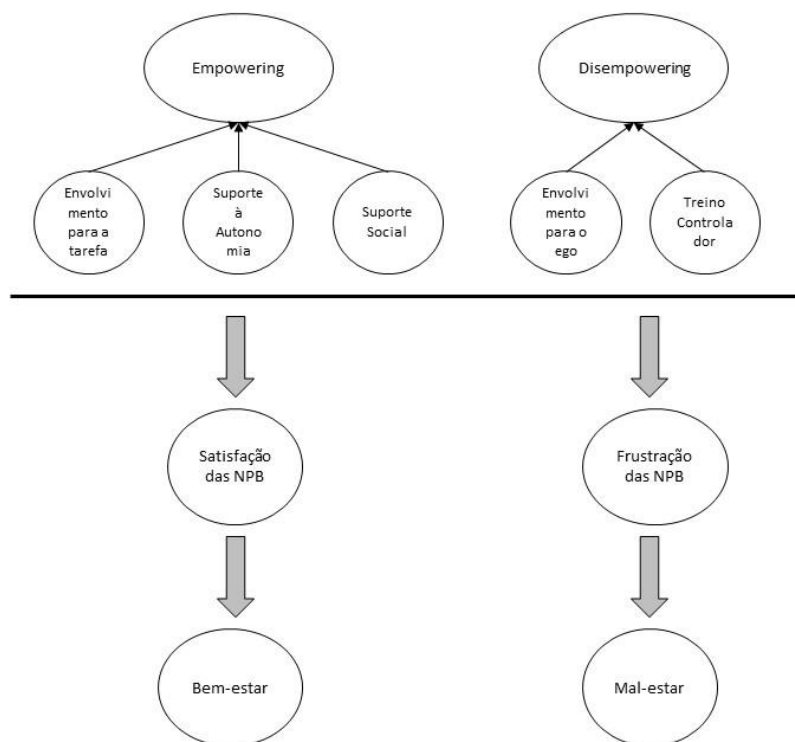 Empowering
Disempowering
Envolvi
mento
para a
tarefa
Suporte
à
Autono
mia
Suporte
Social
Envolvi
mento
para o
ego
Treino
Controla
dor
Satisfação
das NPB
Frustração
das NPB
Bem-estar
Mal-estar